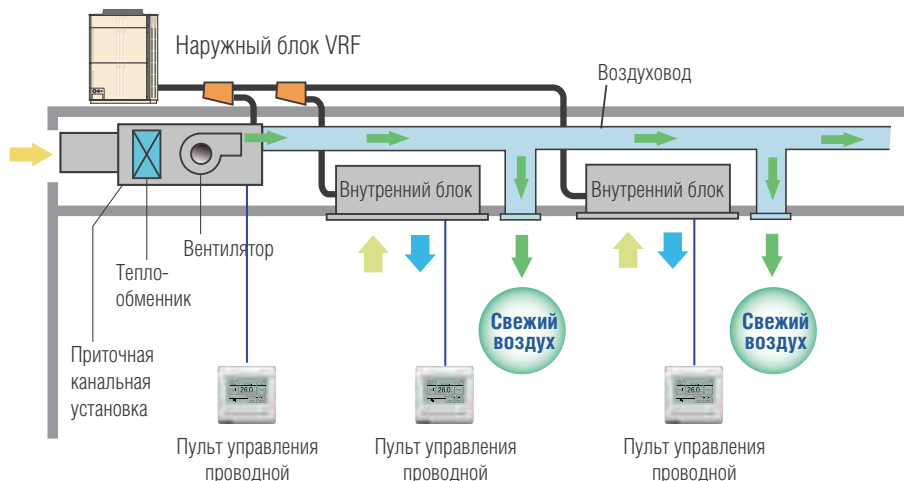 Наружный блок VRF
Воздуховод
Внутренний блок
Внутренний блок
Вентилятор
Тепло-
обменник
Приточная
канальная
установка
Свежий
воздух
Свежий
воздух
26.0
26.0
26.0
Пульт управления
проводной
Пульт управления
проводной
Пульт управления
проводной